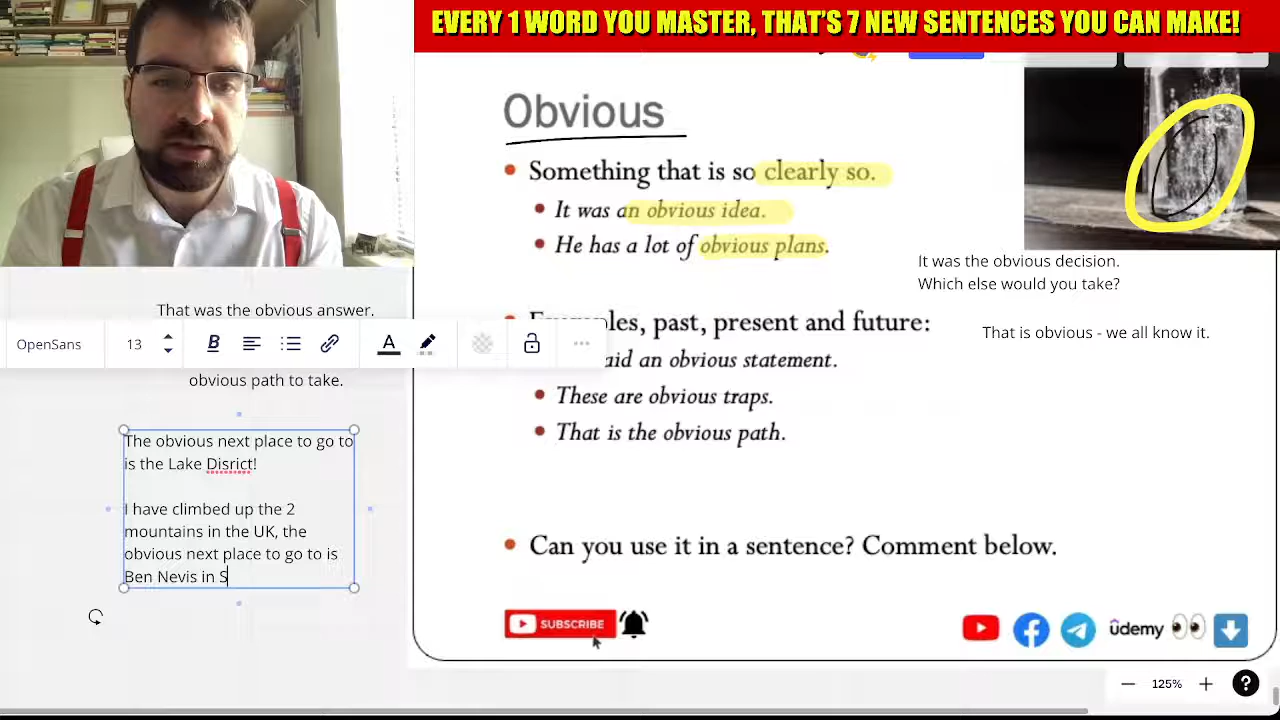 EVERY 1 WORD YOU MASTER, THAT'S 7 NEW SENTENCES YOU CAN MAKE!
Obvious
Something that is so clearly so.
It was an obvious idea.
He has a lot of obvious plans.
It was the obvious decision.
Which else would you take?
That was the obvious answer.
les, past, present and future:
That is obvious - we all know it.
OpenSans
13
B
A
aid an obvious statement.
obvious path to take.
These are obvious traps.
That is the obvious path.
The obvious next place to go to
is the Lake Disrict!
I have climbed up the 2
mountains in the UK, the
obvious next place to go to is
Ben Nevis in S
Can you use it in a sentence? Comment below.
SUBSCRIBE
udemy
125%
?